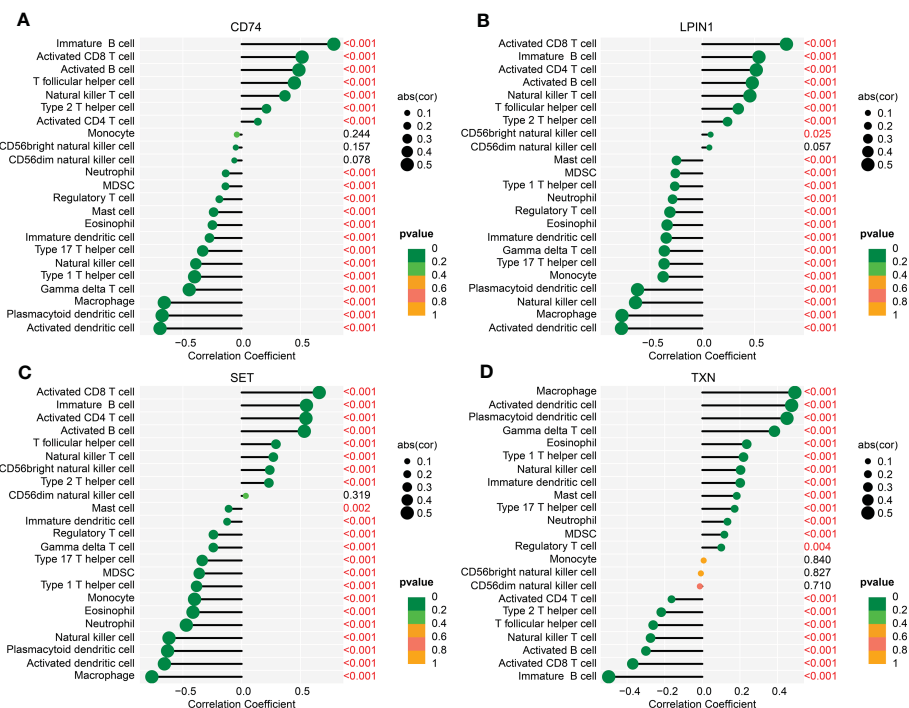 A
CD74
Immature B cell <0.001
Activated CD8 T cell <0.001
Activated B cell <0.001
T follicular helper cell <0.001
Natural killer T cell <0.001
Type 2 T helper cell <0.001
Activated CD4 T cell <0.001
Monocyte 0.244
CD56bright natural killer cell 0.157
CD56dim natural killer cell 0.078
Neutrophil <0.001
MDSC <0.001
Regulatory T cell <0.001
Mast cell <0.001
Eosinophil <0.001
Immature dendritic cell <0.001
Type 17 T helper cell <0.001
Natural killer cell <0.001
Type 1 T helper cell <0.001
Gamma delta T cell <0.001
Macrophage <0.001
Plasmacytoid dendritic cell <0.001
Activated dendritic cell <0.001
−0.5 0.0 0.5
Correlation Coefficient
abs(cor)
0.1
0.2
0.3
0.4
0.5
pvalue
0
0.2
0.4
0.6
0.8
1
B
LPIN1
Activated CD8 T cell <0.001
Immature B cell <0.001
Activated CD4 T cell <0.001
Activated B cell <0.001
Natural killer T cell <0.001
T follicular helper cell <0.001
Type 2 T helper cell <0.001
CD56bright natural killer cell 0.025
CD56dim natural killer cell 0.057
Mast cell <0.001
MDSC <0.001
Type 1 T helper cell <0.001
Neutrophil <0.001
Regulatory T cell <0.001
Eosinophil <0.001
Immature dendritic cell <0.001
Gamma delta T cell <0.001
Type 17 T helper cell <0.001
Monocyte <0.001
Plasmacytoid dendritic cell <0.001
Natural killer cell <0.001
Macrophage <0.001
Activated dendritic cell <0.001
−0.5 0.0 0.5
Correlation Coefficient
abs(cor)
0.1
0.2
0.3
0.4
0.5
pvalue
0
0.2
0.4
0.6
0.8
1
C
SET
Activated CD8 T cell <0.001
Immature B cell <0.001
Activated CD4 T cell <0.001
Activated B cell <0.001
T follicular helper cell <0.001
Natural killer T cell <0.001
CD56bright natural killer cell <0.001
Type 2 T helper cell <0.001
CD56dim natural killer cell 0.319
Mast cell 0.002
Immature dendritic cell <0.001
Regulatory T cell <0.001
Gamma delta T cell <0.001
Type 17 T helper cell <0.001
MDSC <0.001
Type 1 T helper cell <0.001
Monocyte <0.001
Eosinophil <0.001
Neutrophil <0.001
Natural killer cell <0.001
Plasmacytoid dendritic cell <0.001
Activated dendritic cell <0.001
Macrophage <0.001
−0.5 0.0 0.5
Correlation Coefficient
abs(cor)
0.1
0.2
0.3
0.4
0.5
pvalue
0
0.2
0.4
0.6
0.8
1
D
TXN
Macrophage <0.001
Activated dendritic cell <0.001
Plasmacytoid dendritic cell <0.001
Gamma delta T cell <0.001
Eosinophil <0.001
Type 1 T helper cell <0.001
Natural killer cell <0.001
Immature dendritic cell <0.001
Mast cell <0.001
Type 17 T helper cell <0.001
Neutrophil <0.001
MDSC <0.001
Regulatory T cell 0.004
Monocyte 0.840
CD56bright natural killer cell 0.827
CD56dim natural killer cell 0.710
Activated CD4 T cell <0.001
Type 2 T helper cell <0.001
T follicular helper cell <0.001
Natural killer T cell <0.001
Activated B cell <0.001
Activated CD8 T cell <0.001
Immature B cell <0.001
−0.4 −0.2 0.0 0.2 0.4
Correlation Coefficient
abs(cor)
0.1
0.2
0.3
0.4
0.5
pvalue
0
0.2
0.4
0.6
0.8
1